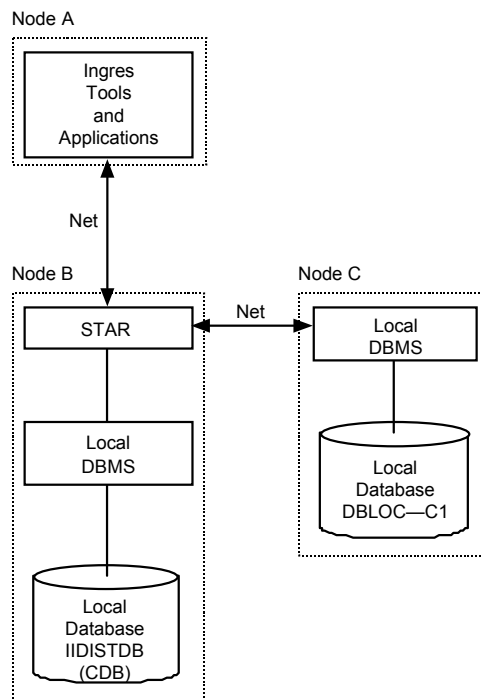 Node A
Ingres
Tools
and
Applications
Net
Node B
STAR
Net
Node C
Local
DBMS
Local
DBMS
Local
Database
DBLOC—C1
Local
Database
IIDISTDB
(CDB)